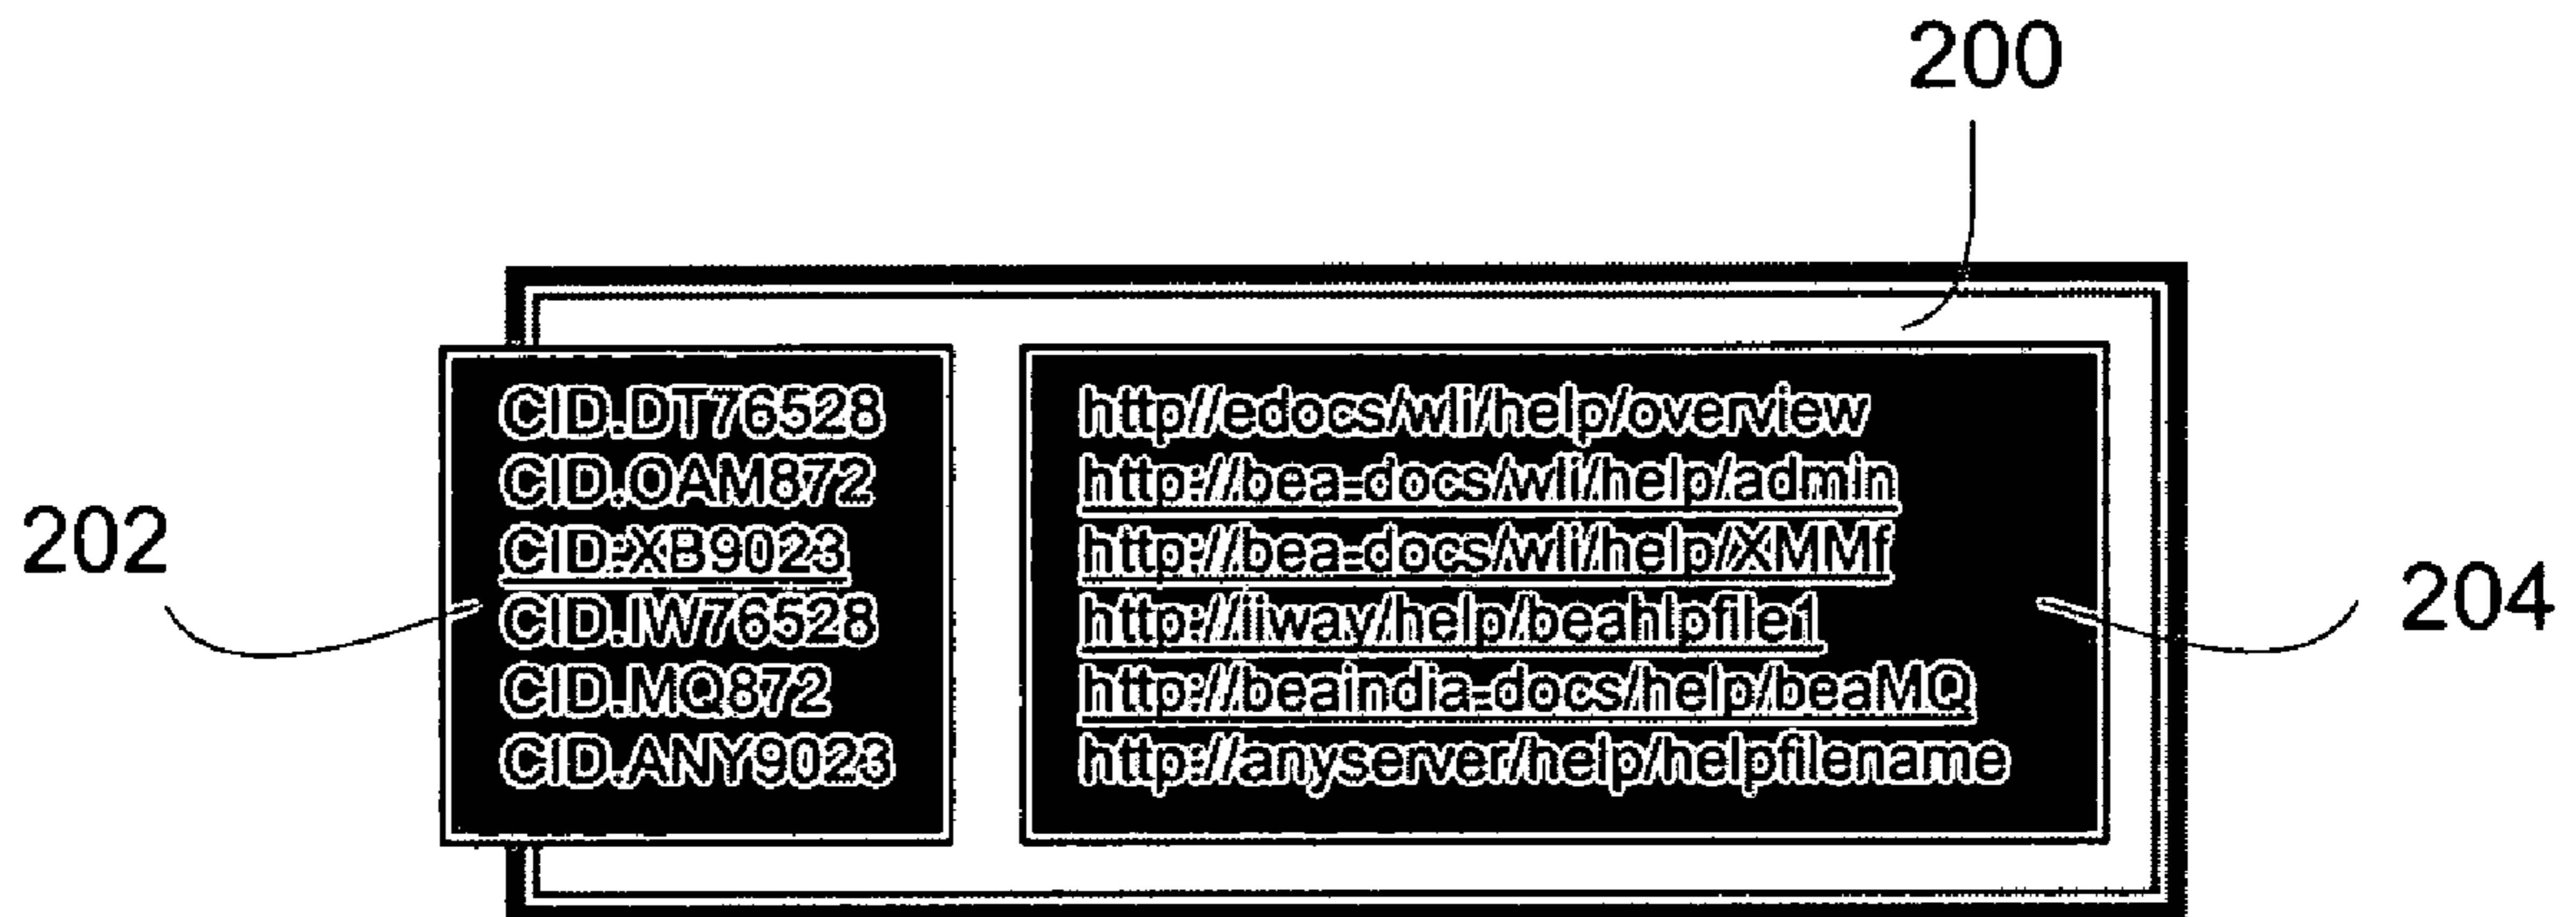 200
202
CID.DT76528
CID.OAM872
CID.XB9023
CID.IW76528
CID.MQ872
CID.ANY9023
http//edocs/wli/help/overview
http://bea-docs/wli/help/admin
http://bea-docs/wli/help/XMMf
http://iiway/help/beahlpfile1
http://beaindia-docs/help/beaMQ
http://anyserver/help/helpfilename
204